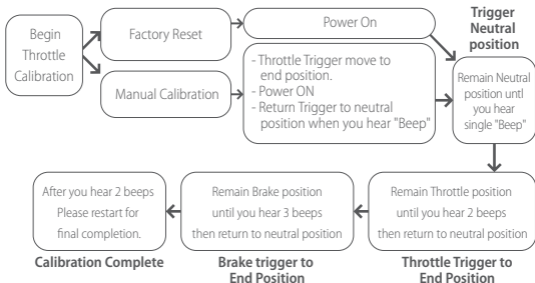 Begin
Throttle
Calibration
Factory Reset
Power On
Manual Calibration
- Throttle Trigger move to
end position.
- Power ON
- Return Trigger to neutral
position when you hear "Beep"
Trigger
Neutral
position
Remain Neutral
position untl
you hear
single "Beep"
Remain Throttle position
until you hear 2 beeps
then return to neutral position
Throttle Trigger to
End Position
Remain Brake position
until you hear 3 beeps
then return to neutral position
Brake trigger to
End Position
After you hear 2 beeps
Please restart for
final completion.
Calibration Complete